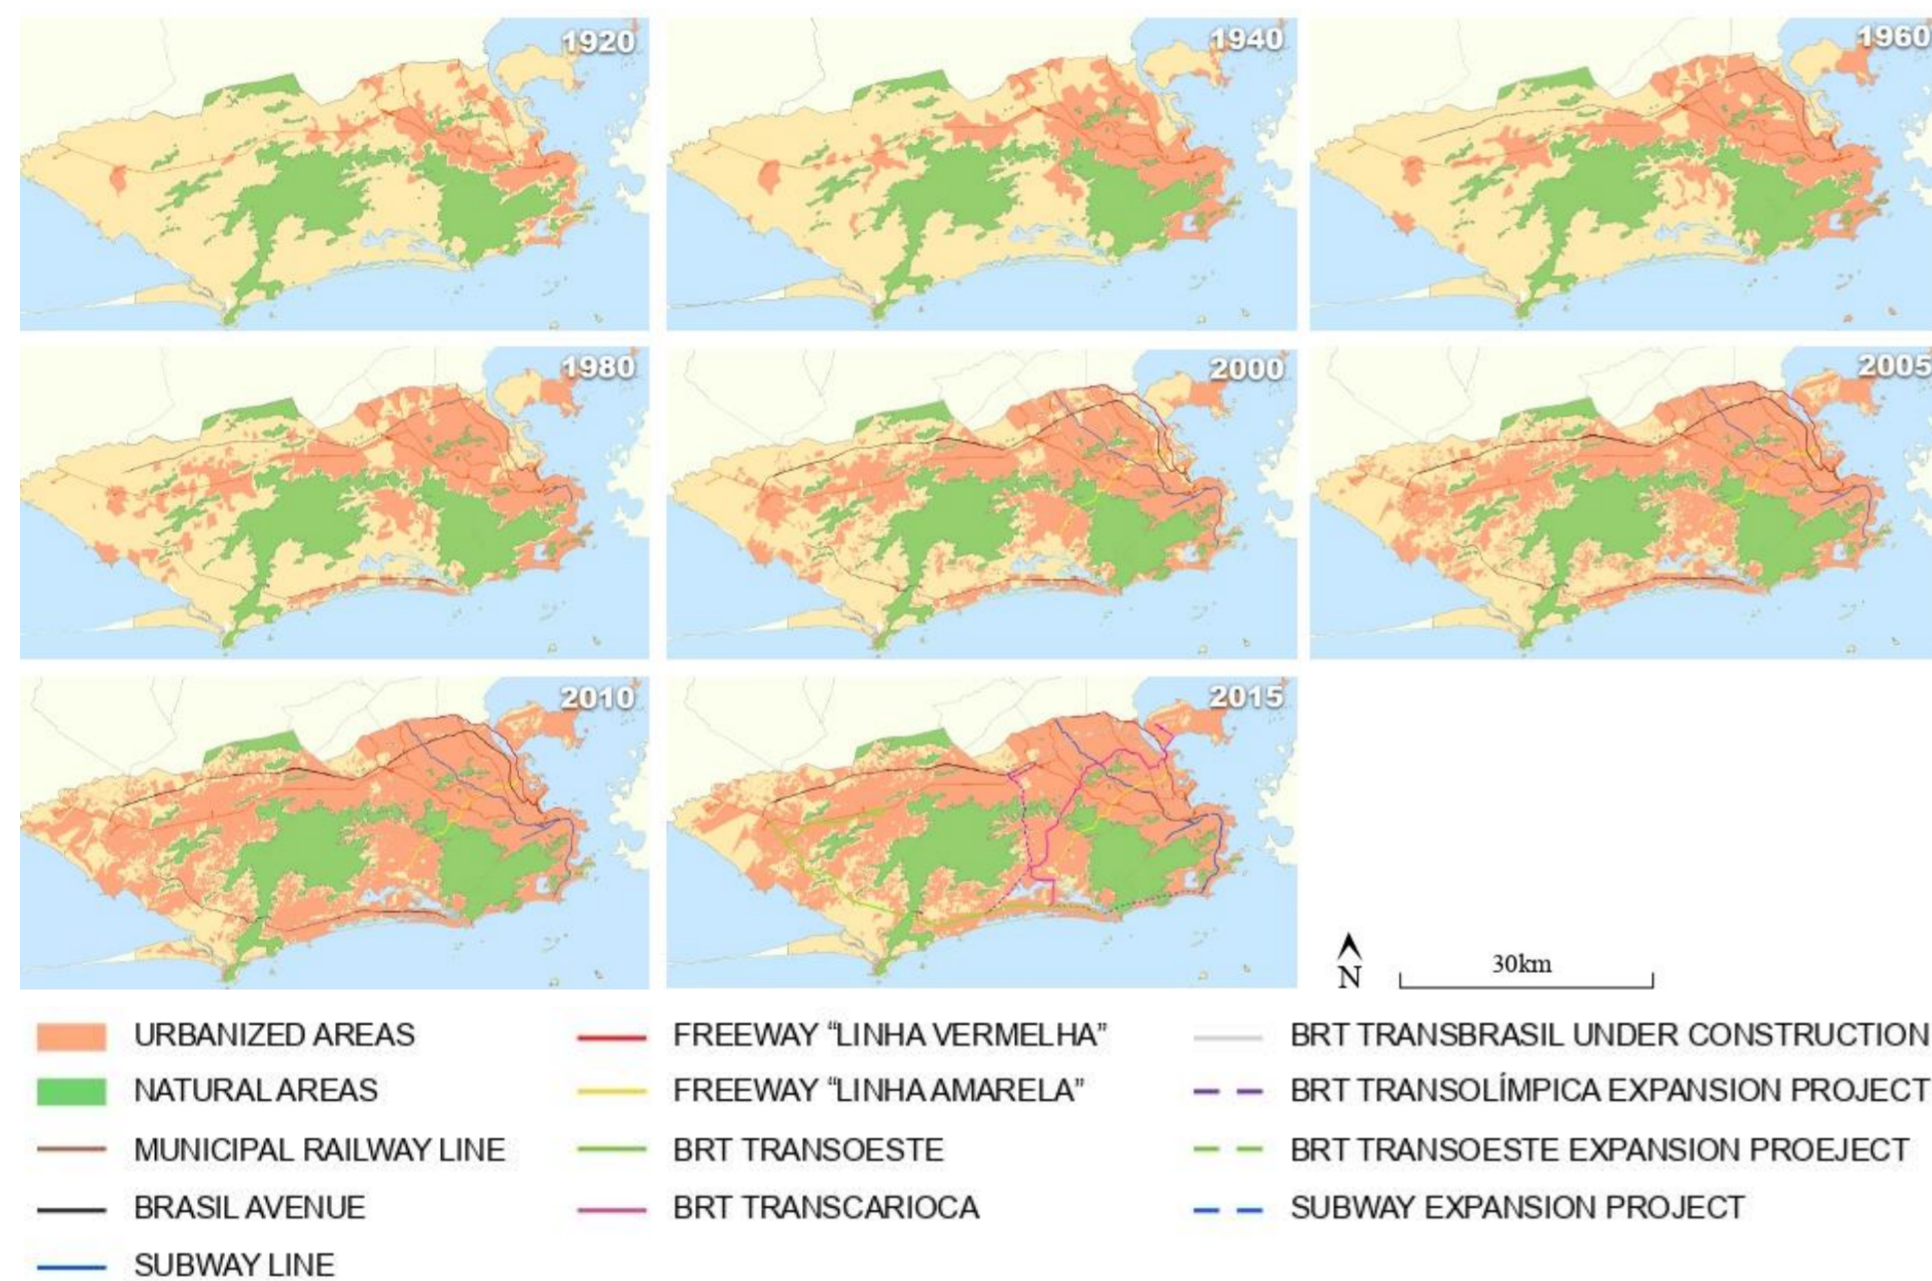 1920
1940
1960
1980
2000
2005
2010
2015
N
30km
URBANIZED AREAS
NATURAL AREAS
MUNICIPAL RAILWAY LINE
BRASIL AVENUE
SUBWAY LINE
FREEWAY “LINHA VERMELHA”
FREEWAY “LINHA AMARELA”
BRT TRANSOESTE
BRT TRANSCARIOCA
BRT TRANSBRASIL UNDER CONSTRUCTION
BRT TRANSOLÍMPICA EXPANSION PROJECT
BRT TRANSOESTE EXPANSION PROEJECT
SUBWAY EXPANSION PROJECT